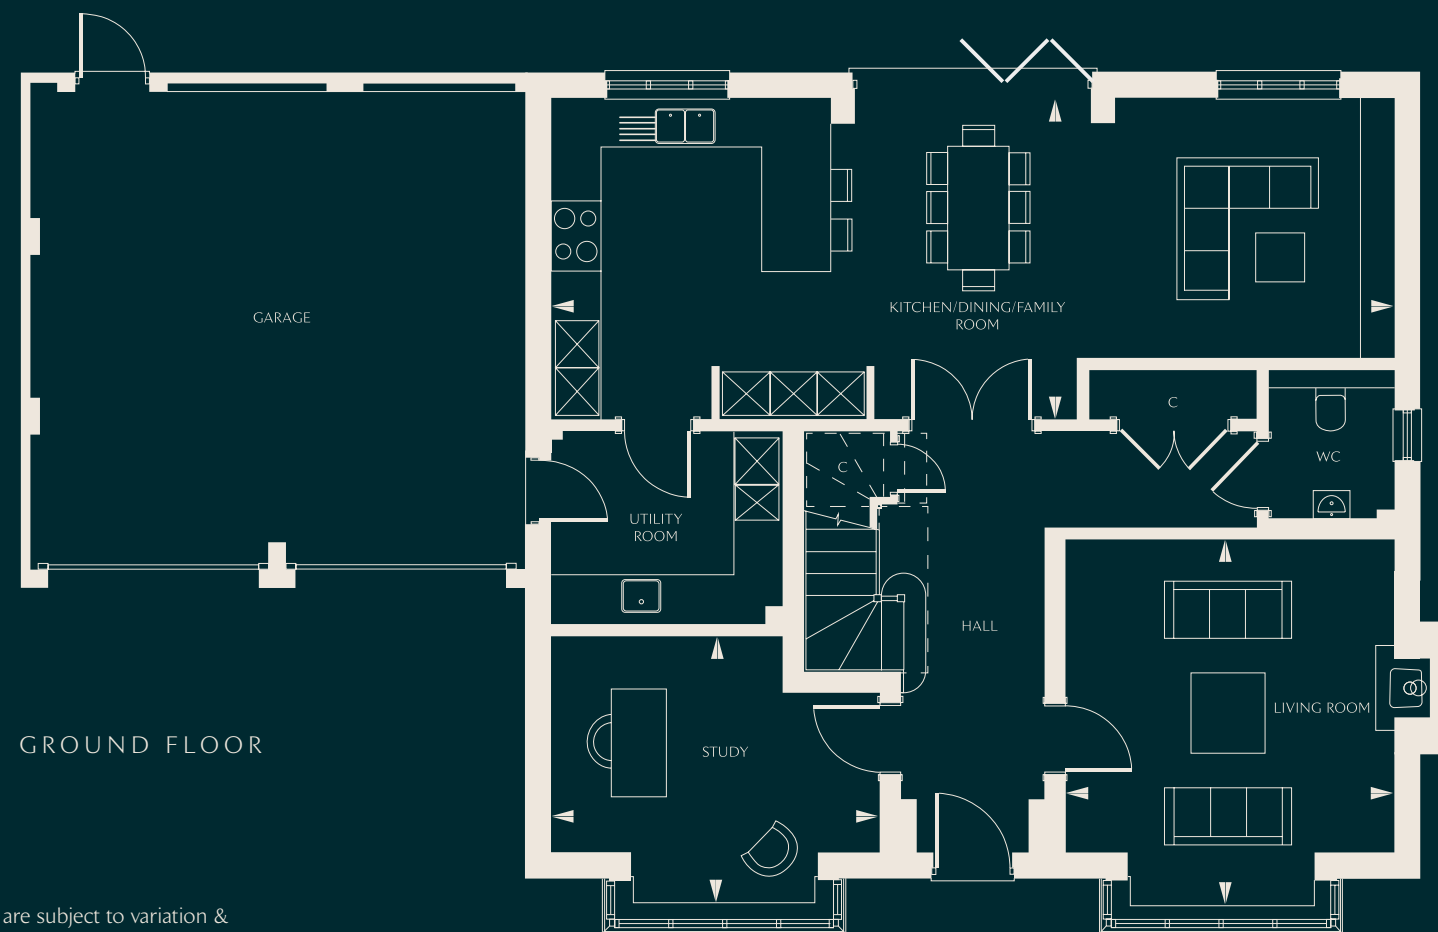 GARAGE
KITCHEN/DINING/FAMILY
ROOM
C
WC
C
UTILITY
ROOM
HALL
LIVING ROOM
STUDY
GROUND FLOOR
are subject to variation &